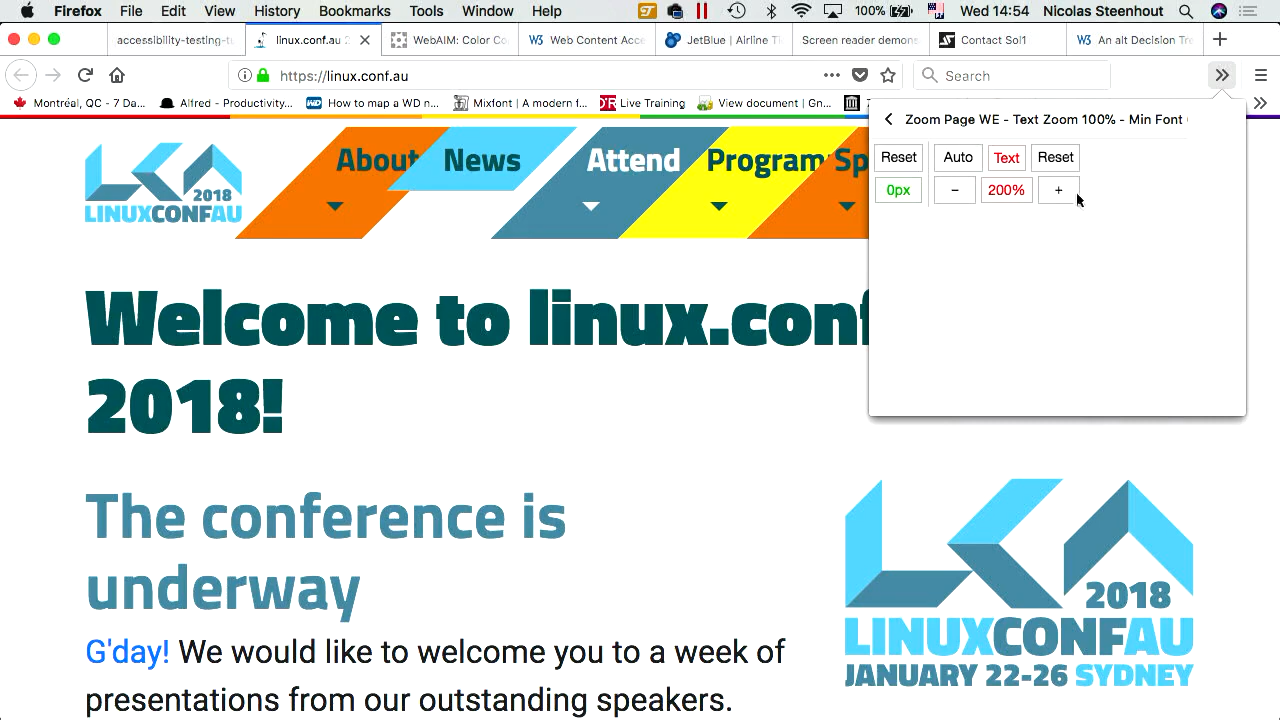 Firefox File Edit View History Bookmarks Tools Window Help 100% Wed 14:54 Nicolas Steenhout
accessibility-testing-tu linux.conf.au 2 WebAIM: Color Co Web Content Acce JetBlue | Airline Ti Screen reader demons Contact Sol1 An alt Decision Tre
https://linux.conf.au Search
Montréal, QC - 7 Da... Alfred - Productivity... How to map a WD n... Mixfont | A modern f... Live Training View document | Gn...
Zoom Page WE - Text Zoom 100% - Min Font
Reset Auto Text Reset
0px − 200% +
About News Attend Program Sp
2018
LINUXCONFAU
Welcome to linux.conf
2018!
The conference is
underway
G'day! We would like to welcome you to a week of
presentations from our outstanding speakers.
2018
LINUXCONFAU
JANUARY 22-26 SYDNEY